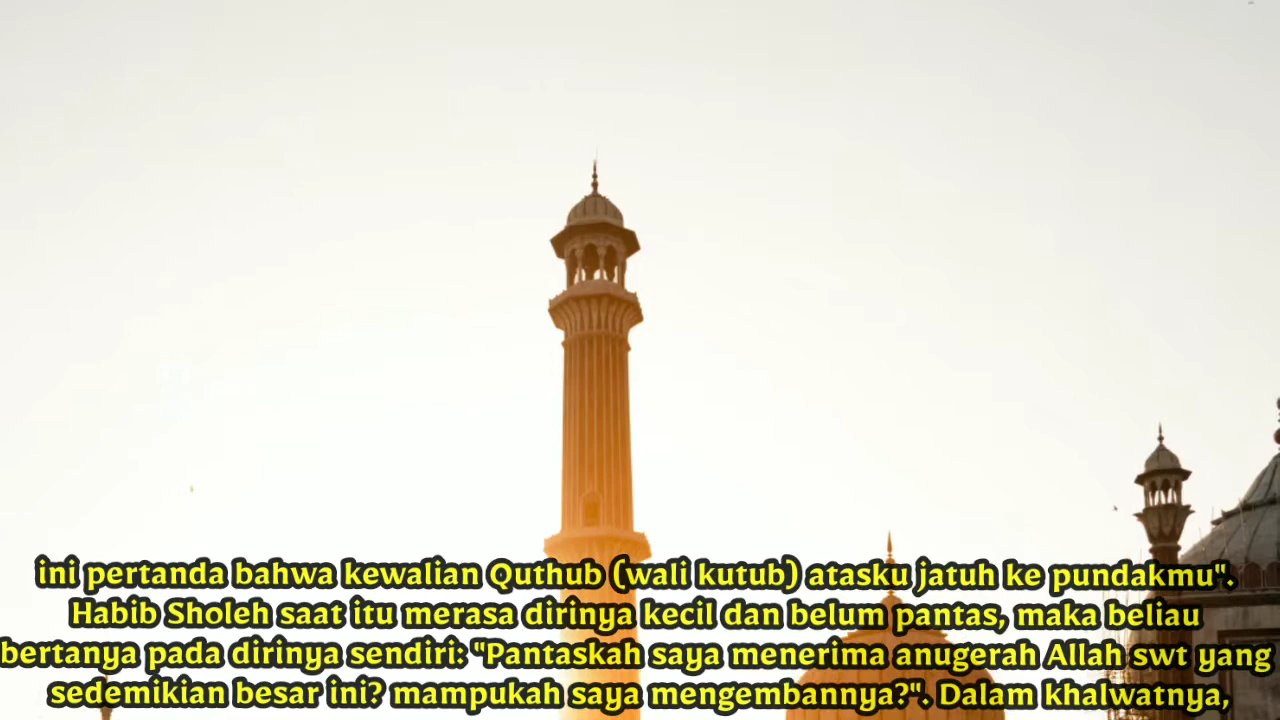 ini pertanda bahwa kewalian Quthub (wali kutub) atasku jatuh ke pundakmu".
Habib Sholeh saat itu merasa dirinya kecil dan belum pantas, maka beliau
bertanya pada dirinya sendiri: "Pantaskah saya menerima anugerah Allah swt yang
sedemikian besar ini? mampukah saya mengembannya?". Dalam khalwatnya,